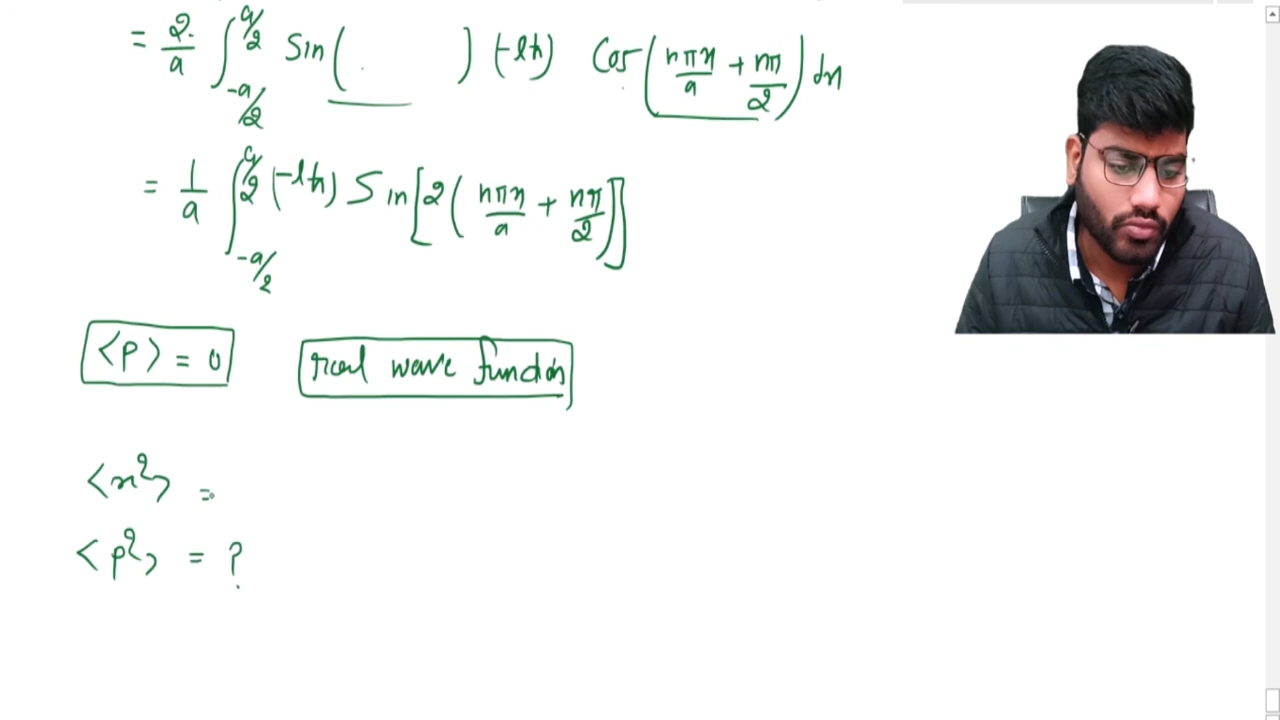 = 2/a ∫_{-a/2}^{a/2} Sin( ) (-iħ) Cos(nπx/a + nπ/2) dx
= 1/a ∫_{-a/2}^{a/2} (-iħ) Sin[2(nπx/a + nπ/2)]
<p> = 0 real wave function
<x²> =
<p²> = ?